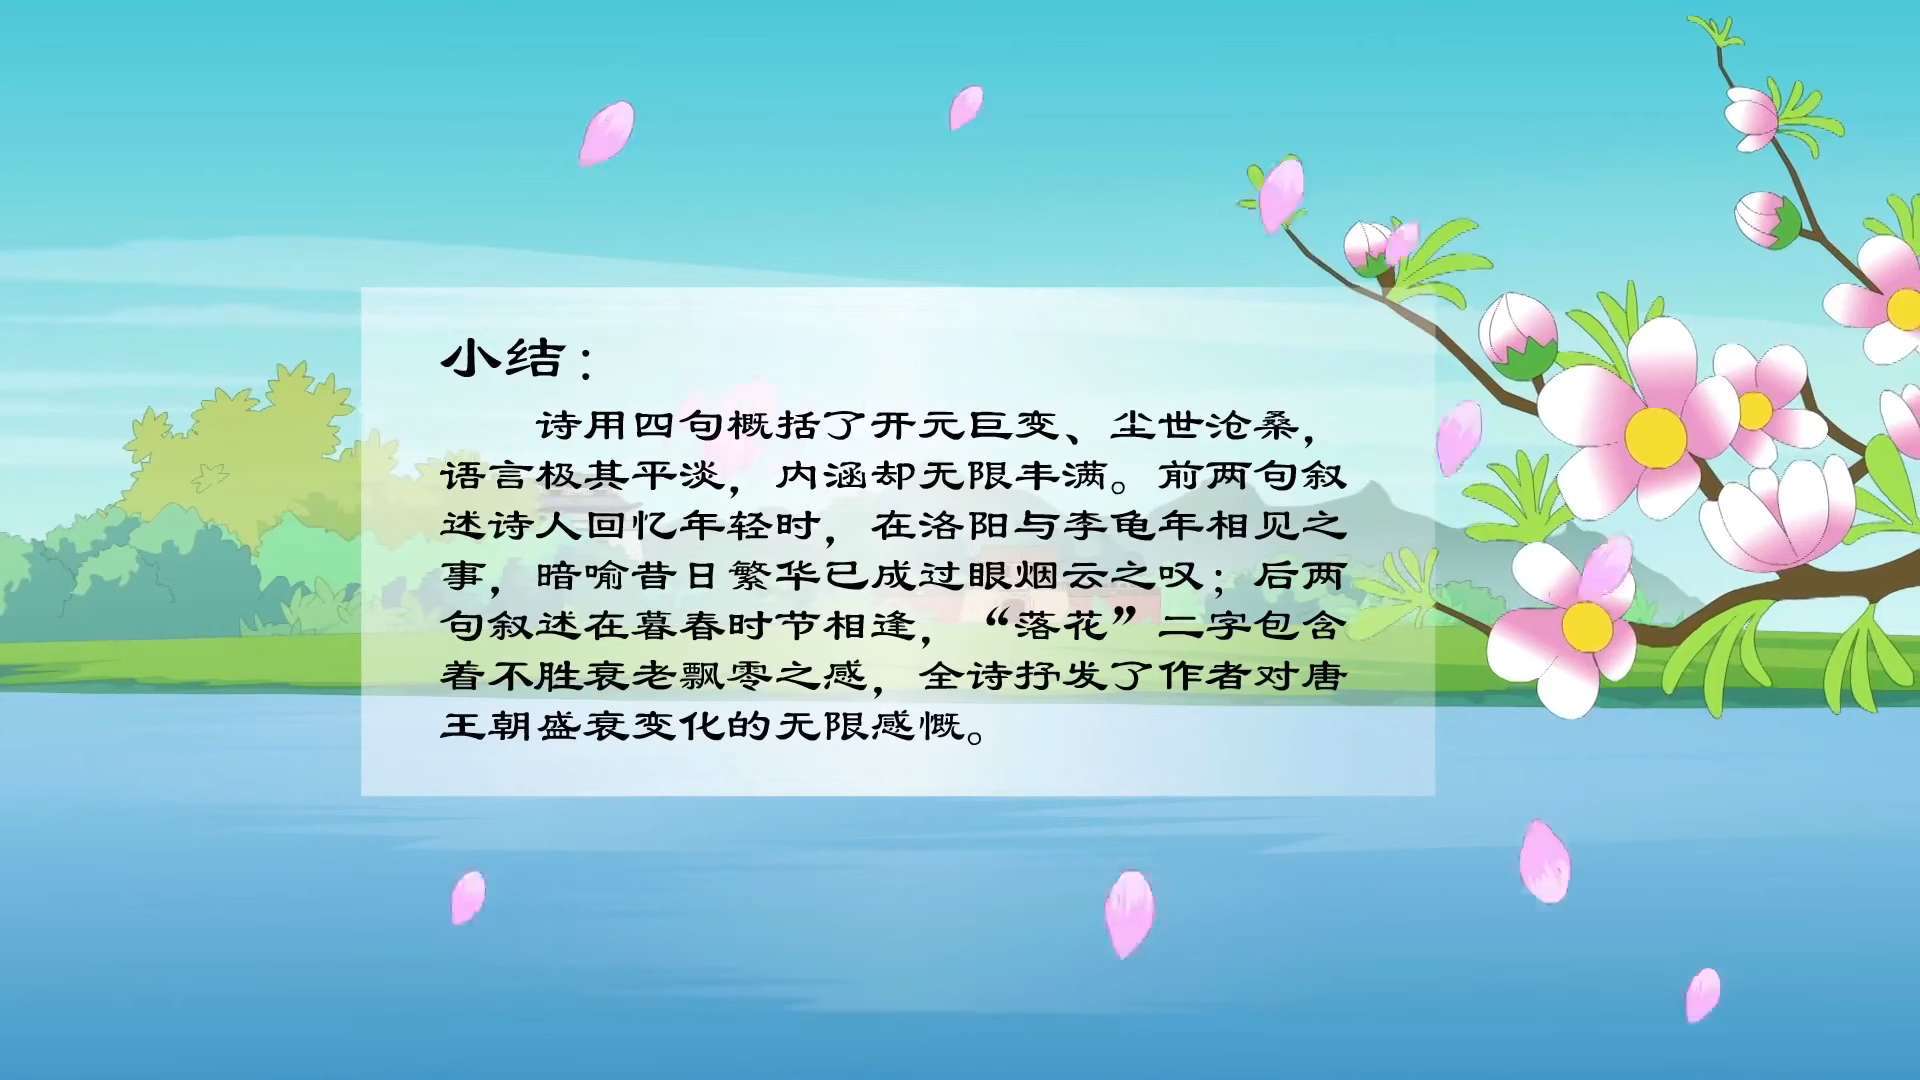 小结：
诗用四句概括了开元巨变、尘世沧桑，
语言极其平淡，内涵却无限丰满。前两句叙
述诗人回忆年轻时，在洛阳与李龟年相见之
事，暗喻昔日繁华已成过眼烟云之叹；后两
句叙述在暮春时节相逢，“落花”二字包含
着不胜衰老飘零之感，全诗抒发了作者对唐
王朝盛衰变化的无限感慨。